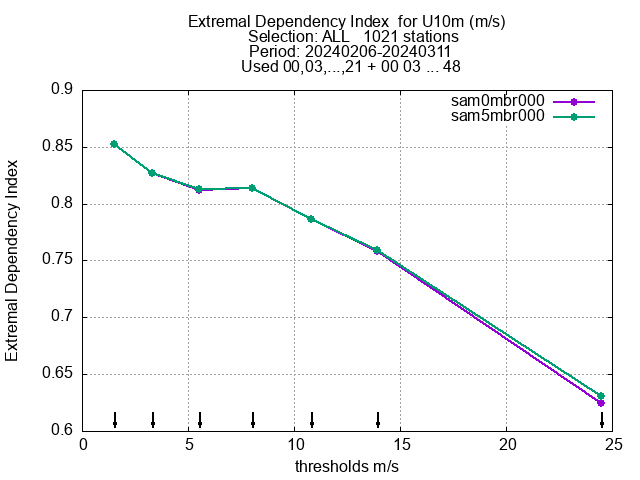 Extremal Dependency Index  for U10m (m/s)
Selection: ALL   1021 stations
Period: 20240206-20240311
Used 00,03,...,21 + 00 03 ... 48
sam0mbr000
sam5mbr000
Extremal Dependency Index
0.9
0.85
0.8
0.75
0.7
0.65
0.6
0 5 10 15 20 25
thresholds m/s